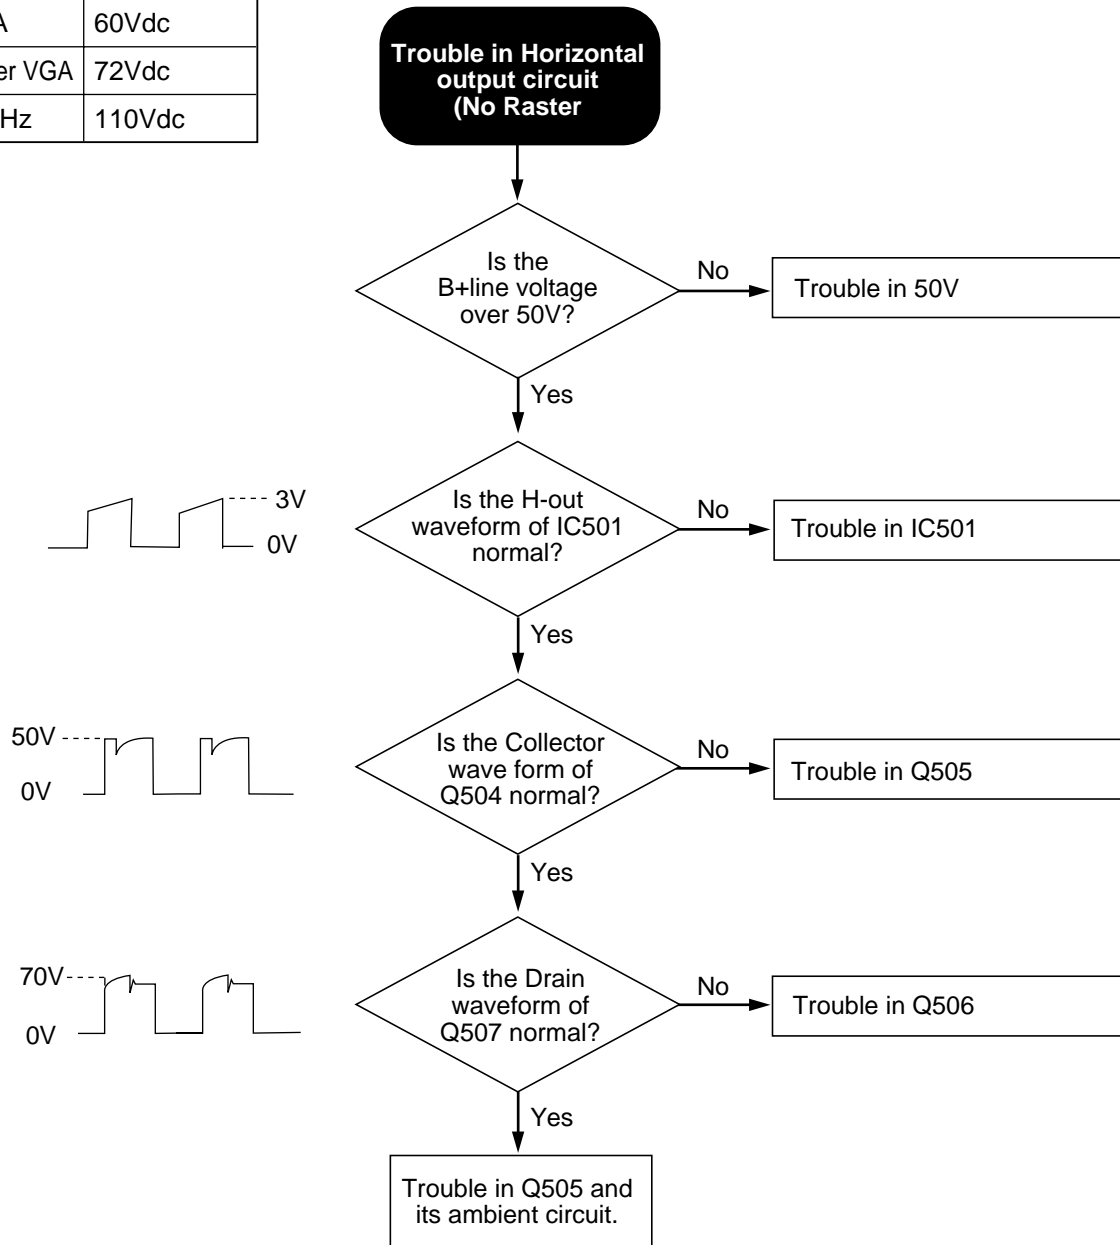 A 60Vdc
er VGA 72Vdc
Hz 110Vdc
Trouble in Horizontal
output circuit
(No Raster
Is the
B+line voltage
over 50V?
No
Trouble in 50V
Yes
3V
0V
Is the H-out
waveform of IC501
normal?
No
Trouble in IC501
Yes
50V
0V
Is the Collector
wave form of
Q504 normal?
No
Trouble in Q505
Yes
70V
0V
Is the Drain
waveform of
Q507 normal?
No
Trouble in Q506
Yes
Trouble in Q505 and
its ambient circuit.